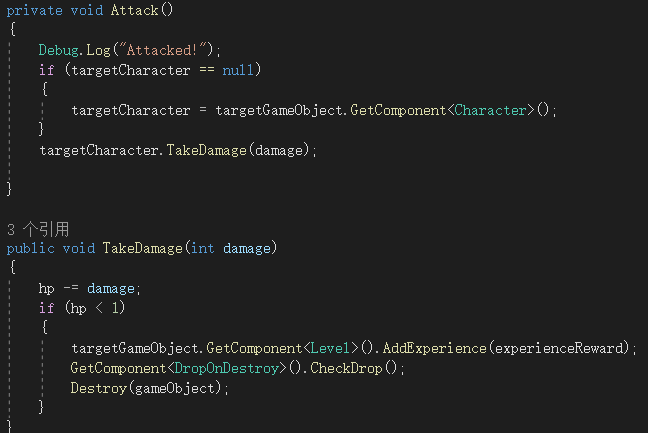 private void Attack()
{
Debug.Log("Attacked!");
if (targetCharacter == null)
{
targetCharacter = targetGameObject.GetComponent<Character>();
}
targetCharacter.TakeDamage(damage);
}
3 个引用
public void TakeDamage(int damage)
{
hp -= damage;
if (hp < 1)
{
targetGameObject.GetComponent<Level>().AddExperience(experienceReward);
GetComponent<DropOnDestroy>().CheckDrop();
Destroy(gameObject);
}
}